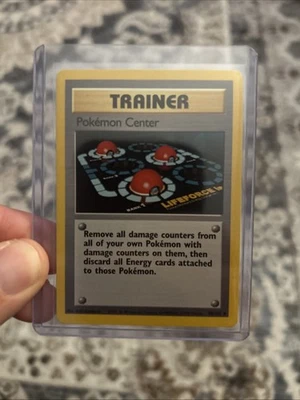 TRAINER
Pokémon Center
LIFEFORCE
Remove all damage counters from
all of your own Pokémon with
damage counters on them, then
discard all Energy cards attached
to those Pokémon.